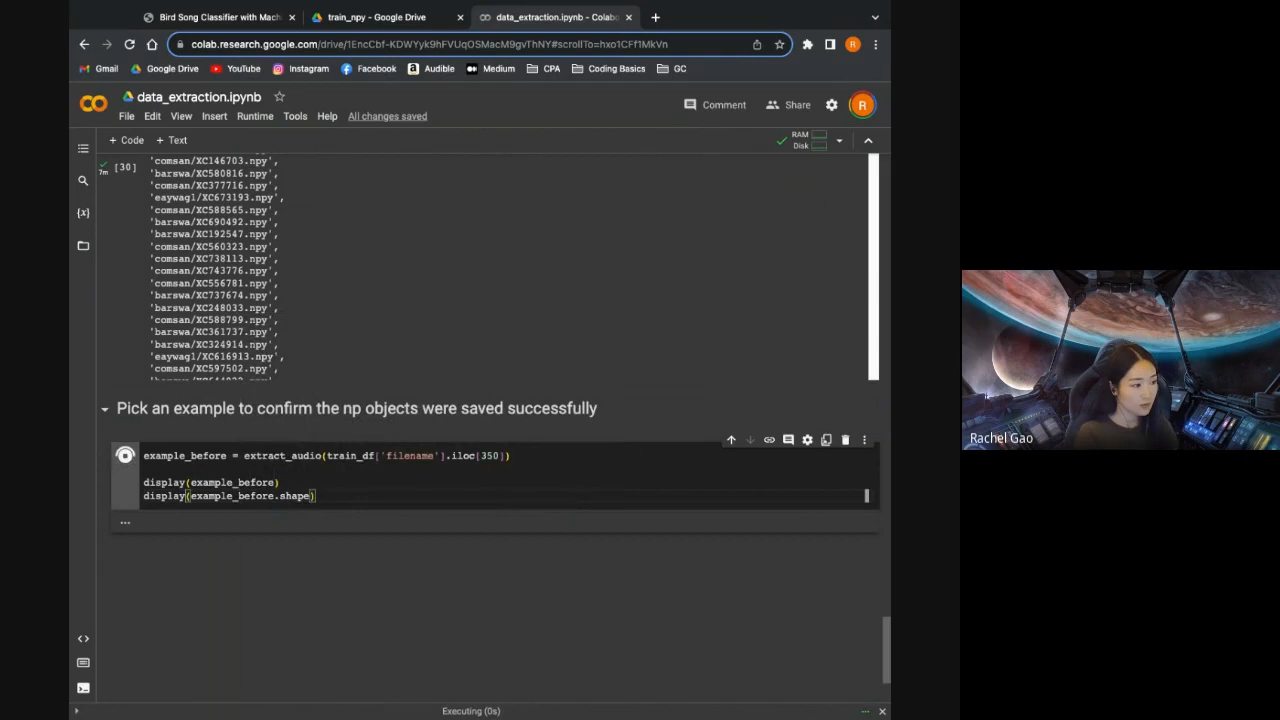 Bird Song Classifier with Mach
train_npy - Google Drive
data_extraction.ipynb - Colabo
colab.research.google.com/drive/1EncCbf-KDWYyk9hFVUqOSMacM9gvThNY#scrollTo=hxo1CFf1MkVn
R
Gmail Google Drive YouTube Instagram Facebook Audible Medium CPA Coding Basics GC
data_extraction.ipynb
Comment Share R
File Edit View Insert Runtime Tools Help All changes saved
+ Code + Text
RAM
Disk
7m [30]
'comsan/XC146703.npy',
'barswa/XC580816.npy',
'comsan/XC377716.npy',
'eaywag1/XC673193.npy',
'comsan/XC588565.npy',
'barswa/XC690492.npy',
'barswa/XC192547.npy',
'comsan/XC560323.npy',
'comsan/XC738113.npy',
'comsan/XC743776.npy',
'comsan/XC556781.npy',
'barswa/XC737674.npy',
'barswa/XC248033.npy',
'comsan/XC588799.npy',
'barswa/XC361737.npy',
'barswa/XC324914.npy',
'eaywag1/XC616913.npy',
'comsan/XC597502.npy',
Pick an example to confirm the np objects were saved successfully
example_before = extract_audio(train_df['filename'].iloc[350])
display(example_before)
display(example_before.shape)
...
Executing (0s)
Rachel Gao